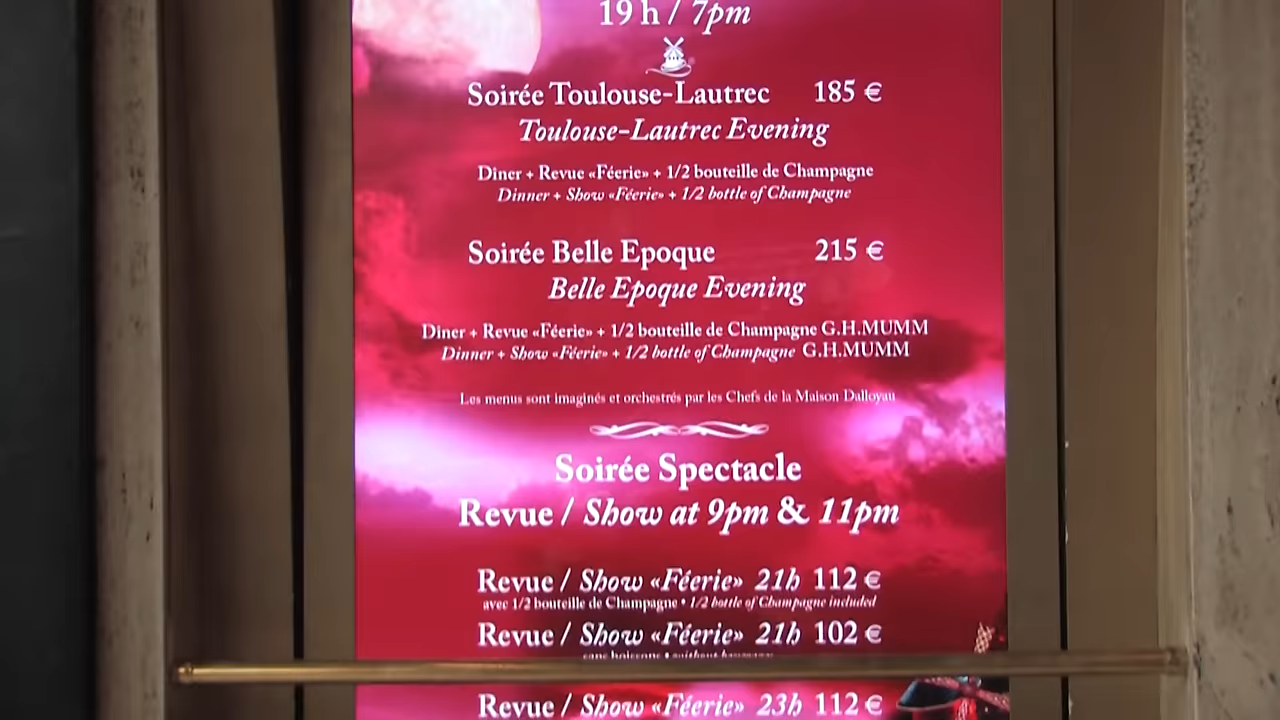 19 h / 7pm
Soirée Toulouse-Lautrec 185 €
Toulouse-Lautrec Evening
Dîner + Revue «Féerie» + 1/2 bouteille de Champagne
Dinner + Show «Féerie» + 1/2 bottle of Champagne
Soirée Belle Epoque 215 €
Belle Epoque Evening
Dîner + Revue «Féerie» + 1/2 bouteille de Champagne G.H.MUMM
Dinner + Show «Féerie» + 1/2 bottle of Champagne G.H.MUMM
Les menus sont imaginés et orchestrés par les Chefs de la Maison Dalloyau
Soirée Spectacle
Revue / Show at 9pm & 11pm
Revue / Show «Féerie» 21h 112 €
avec 1/2 bouteille de Champagne • 1/2 bottle of Champagne included
Revue / Show «Féerie» 21h 102 €
sans boissons • without
Revue / Show «Féerie» 23h 112 €